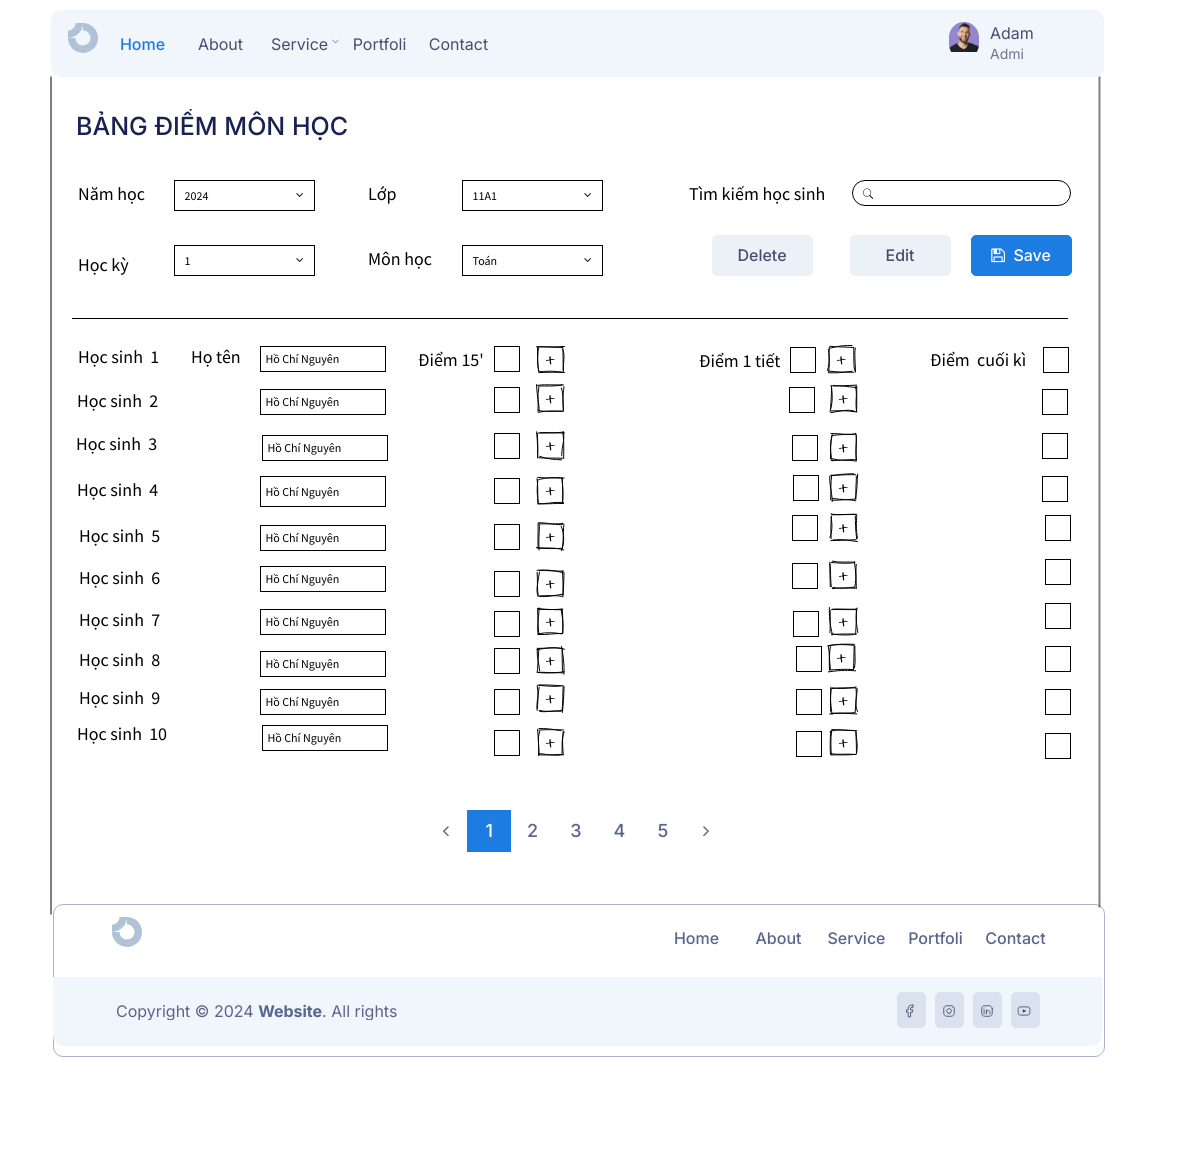 Home About Service Portfoli Contact
Adam
Admi
BẢNG ĐIỂM MÔN HỌC
Năm học 2024 Lớp 11A1 Tìm kiếm học sinh
Học kỳ 1 Môn học Toán Delete Edit Save
Học sinh 1 Họ tên Hồ Chí Nguyên Điểm 15' + Điểm 1 tiết + Điểm cuối kì
Học sinh 2 Hồ Chí Nguyên + +
Học sinh 3 Hồ Chí Nguyên + +
Học sinh 4 Hồ Chí Nguyên + +
Học sinh 5 Hồ Chí Nguyên + +
Học sinh 6 Hồ Chí Nguyên + +
Học sinh 7 Hồ Chí Nguyên + +
Học sinh 8 Hồ Chí Nguyên + +
Học sinh 9 Hồ Chí Nguyên + +
Học sinh 10 Hồ Chí Nguyên + +
1 2 3 4 5
Home About Service Portfoli Contact
Copyright © 2024 Website. All rights